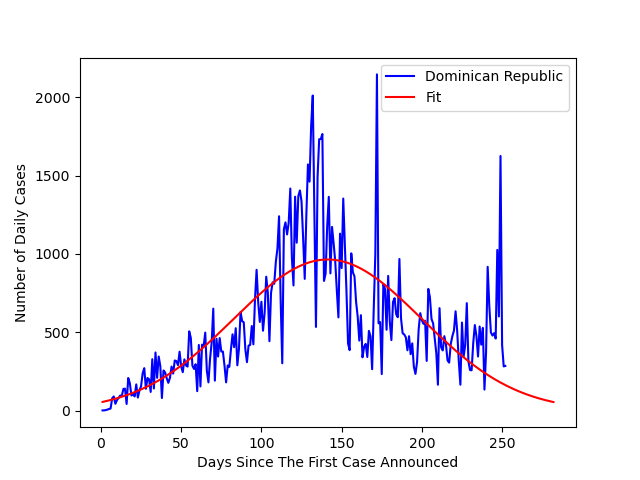 Dominican Republic
Fit
Number of Daily Cases
2000
1500
1000
500
0
0 50 100 150 200 250
Days Since The First Case Announced